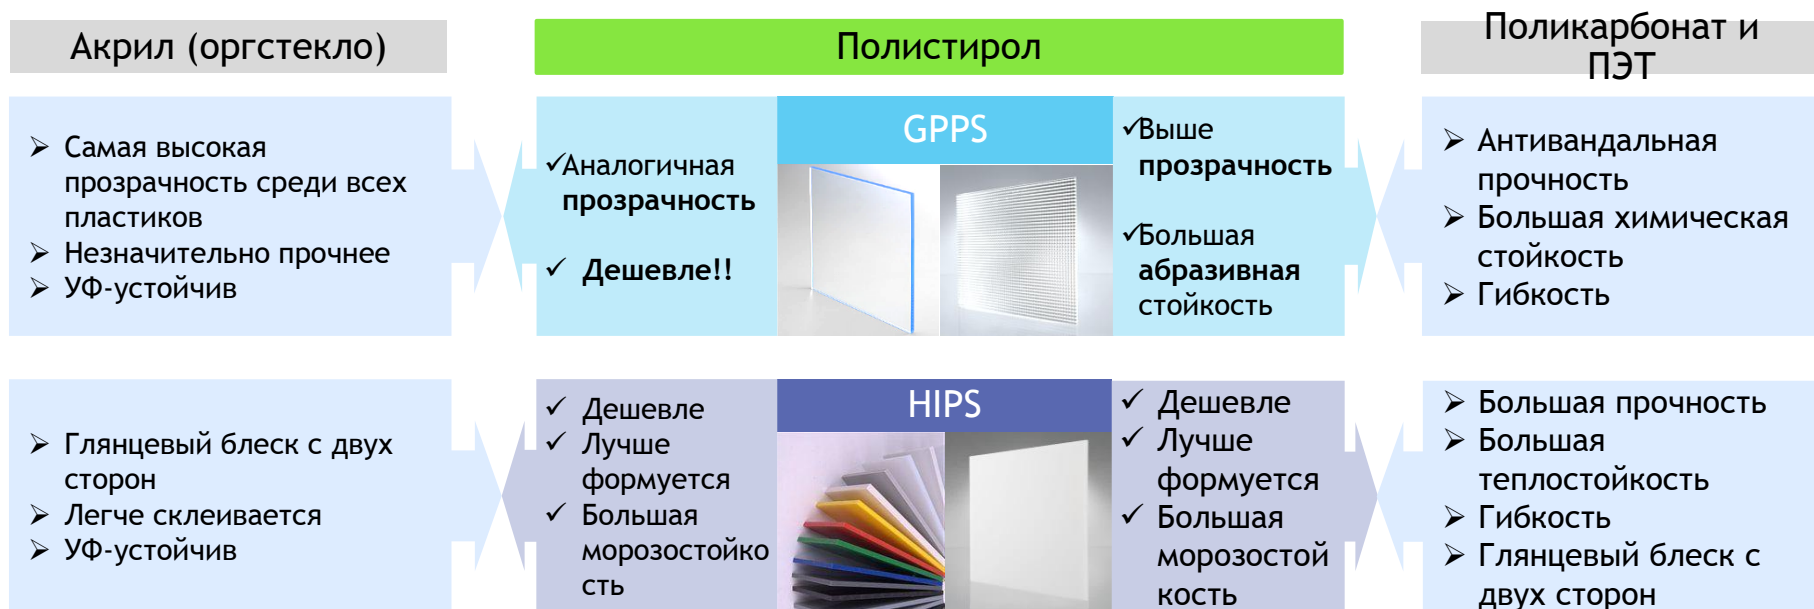 Акрил (оргстекло)
Полистирол
Поликарбонат и
ПЭТ
➢ Самая высокая
прозрачность среди всех
пластиков
➢ Незначительно прочнее
➢ УФ-устойчив
✓Аналогичная
прозрачность
✓ Дешевле!!
GPPS
✓Выше
прозрачность
✓Большая
абразивная
стойкость
➢ Антивандальная
прочность
➢ Большая химическая
стойкость
➢ Гибкость
➢ Глянцевый блеск с двух
сторон
➢ Легче склеивается
➢ УФ-устойчив
✓ Дешевле
✓ Лучше
формуется
✓ Большая
морозостойко
сть
HIPS
✓ Дешевле
✓ Лучше
формуется
✓ Большая
морозостой
кость
➢ Большая прочность
➢ Большая
теплостойкость
➢ Гибкость
➢ Глянцевый блеск с
двух сторон